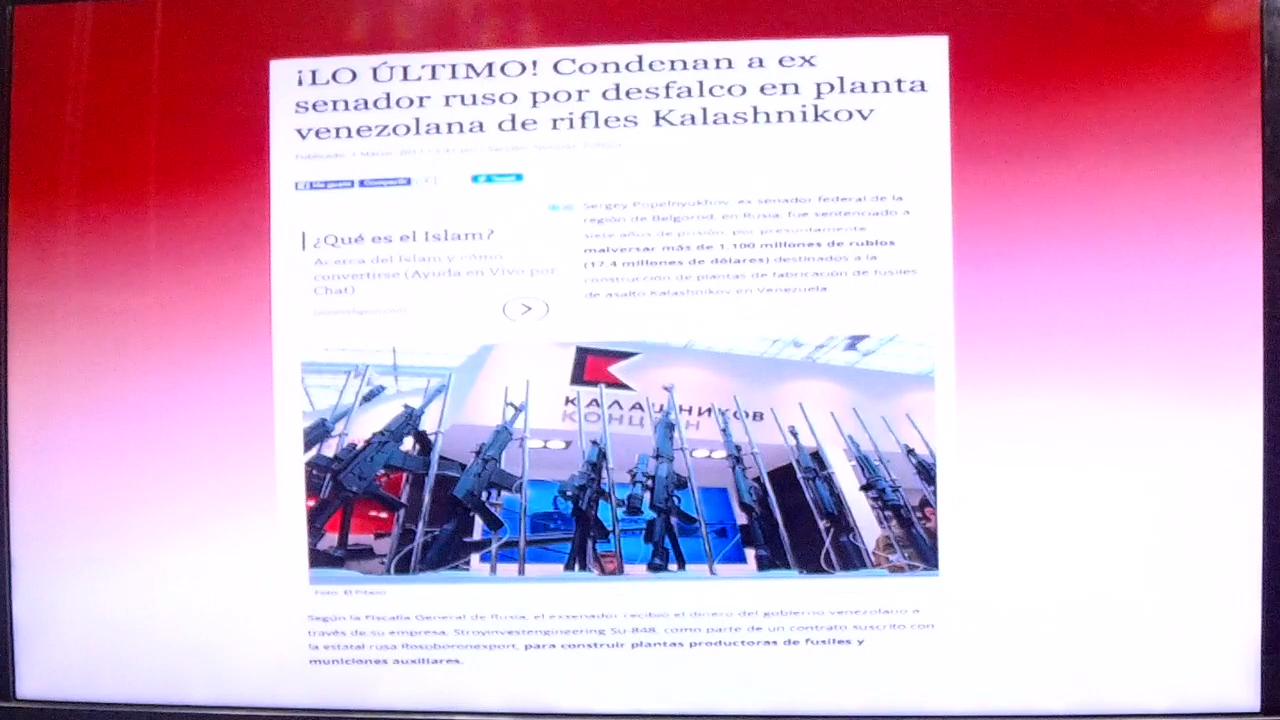 ¡LO ÚLTIMO! Condenan a ex
senador ruso por desfalco en planta
venezolana de rifles Kalashnikov
Me gusta Compartir
Tweet
Sergey Popelnyukhov, ex senador federal de la
región de Belgorod, en Rusia, fue sentenciado a
siete años de prisión, por presuntamente
malversar más de 1.100 millones de rublos
(17.4 millones de dólares) destinados a la
construcción de plantas de fabricación de fusiles
de asalto Kalashnikov en Venezuela.
¿Qué es el Islam?
Acerca del Islam y cómo
convertirse (Ayuda en Vivo por
Chat)
КАЛАШНИКОВ
КОНЦЕРН
Foto: El Pitazo
Según la Fiscalía General de Rusia, el exsenador recibió el dinero del gobierno venezolano a
través de su empresa, Stroyinvestengineering Su-848, como parte de un contrato suscrito con
la estatal rusa Rosoboronexport, para construir plantas productoras de fusiles y
municiones auxiliares.